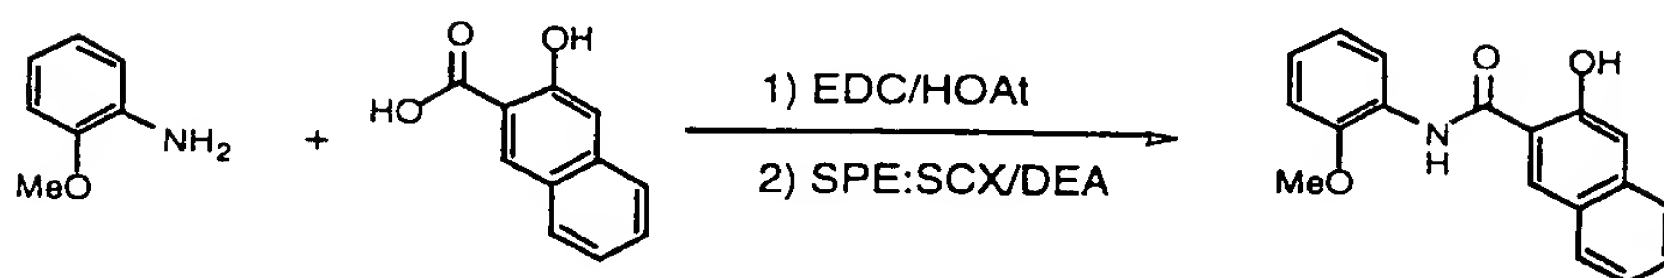 O OH
HO
NH2
MeO
+
1) EDC/HOAt
2) SPE:SCX/DEA
O OH
N
H
MeO